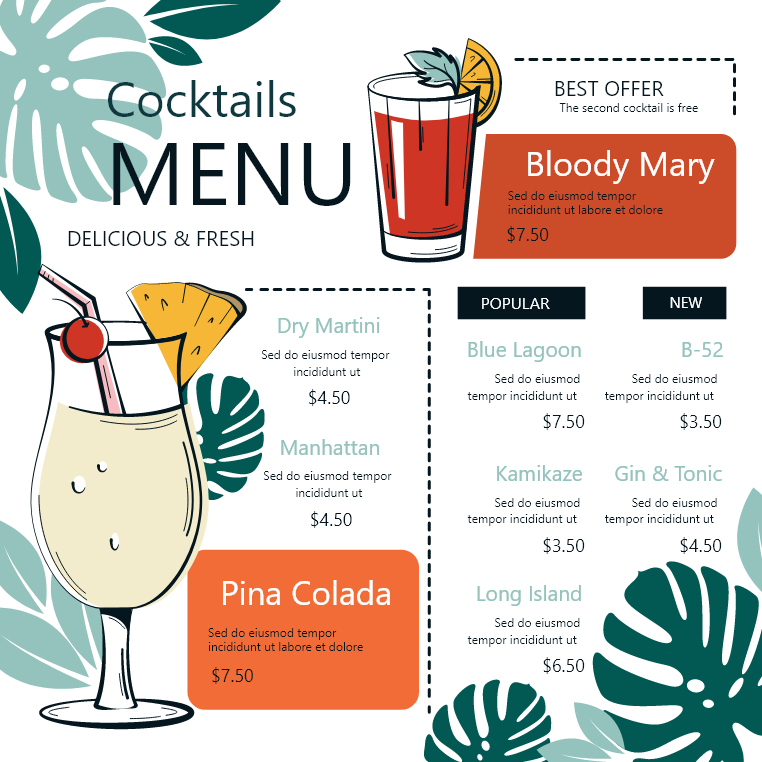 Cocktails
MENU
DELICIOUS & FRESH
BEST OFFER
The second cocktail is free
Bloody Mary
Sed do eiusmod tempor
incididunt ut labore et dolore
$7.50
Dry Martini
Sed do eiusmod tempor
incididunt ut
$4.50
Manhattan
Sed do eiusmod tempor
incididunt ut
$4.50
Pina Colada
Sed do eiusmod tempor
incididunt ut labore et dolore
$7.50
POPULAR
Blue Lagoon
Sed do eiusmod
tempor incididunt ut
$7.50
Kamikaze
Sed do eiusmod
tempor incididunt ut
$3.50
Long Island
Sed do eiusmod
tempor incididunt ut
$6.50
NEW
B-52
Sed do eiusmod
tempor incididunt ut
$3.50
Gin & Tonic
Sed do eiusmod
tempor incididunt ut
$4.50